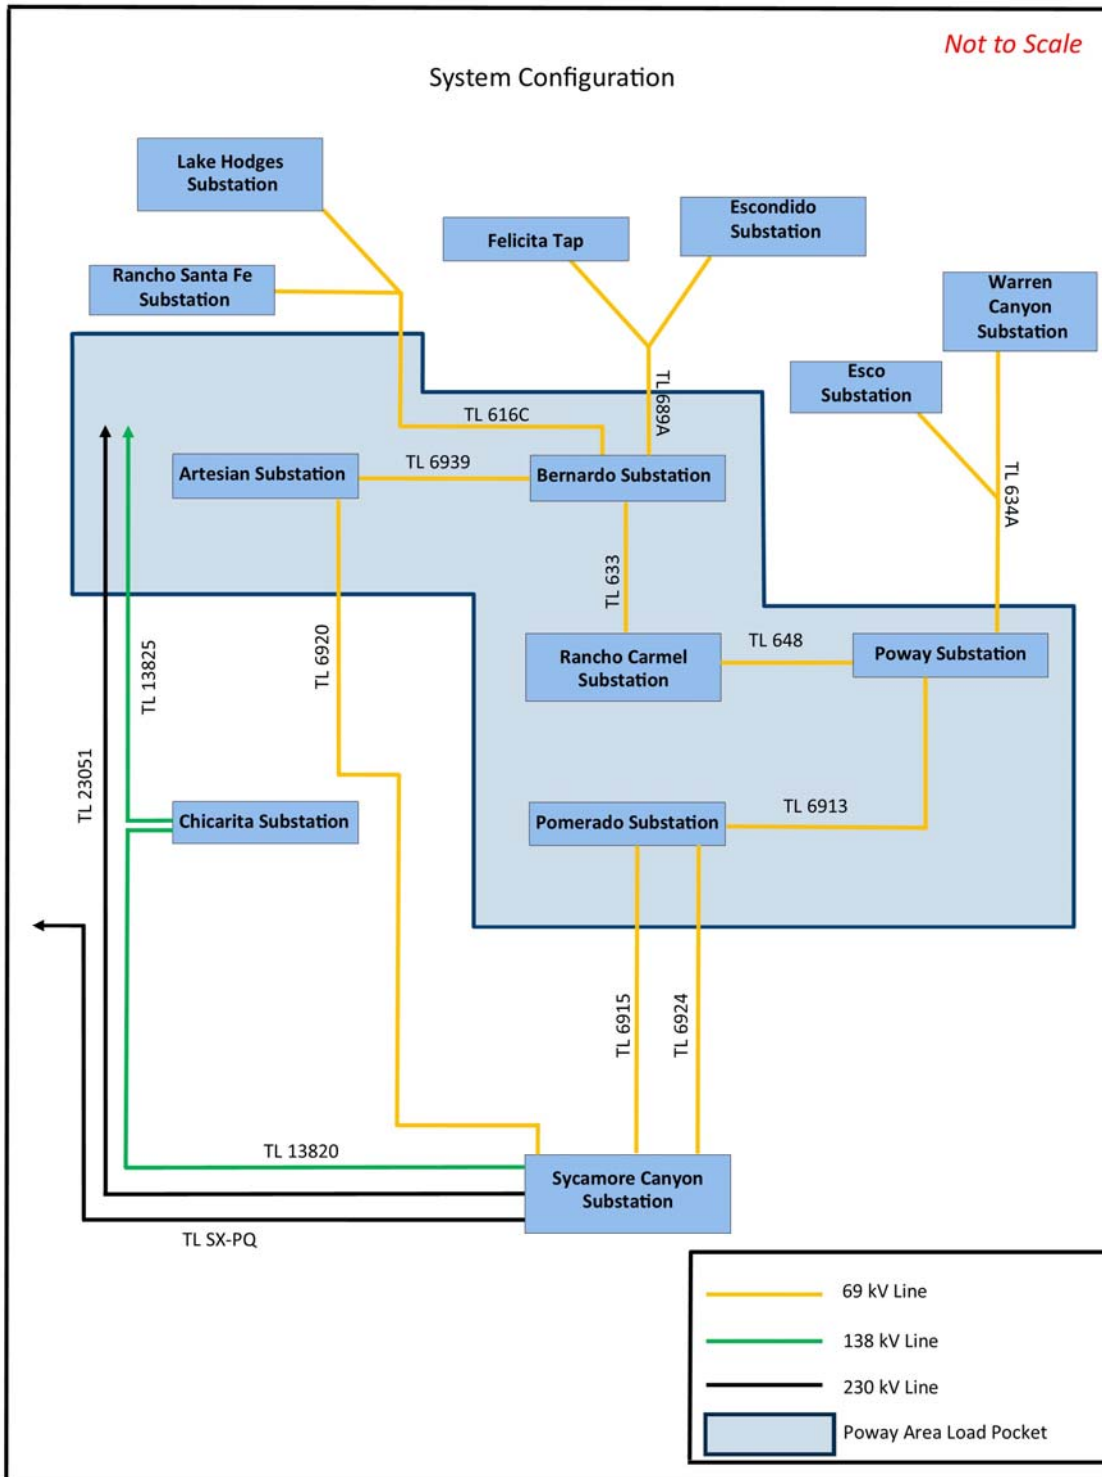 Not to Scale
System Configuration
Lake Hodges
Substation
Felicita Tap
Escondido
Substation
Rancho Santa Fe
Substation
Warren
Canyon
Substation
Esco
Substation
TL 689A
TL 616C
TL 634A
Artesian Substation
TL 6939
Bernardo Substation
TL 633
TL 13825
TL 6920
Rancho Carmel
Substation
TL 648
Poway Substation
TL 23051
Chicarita Substation
Pomerado Substation
TL 6913
TL 6915
TL 6924
TL 13820
Sycamore Canyon
Substation
TL SX-PQ
69 kV Line
138 kV Line
230 kV Line
Poway Area Load Pocket